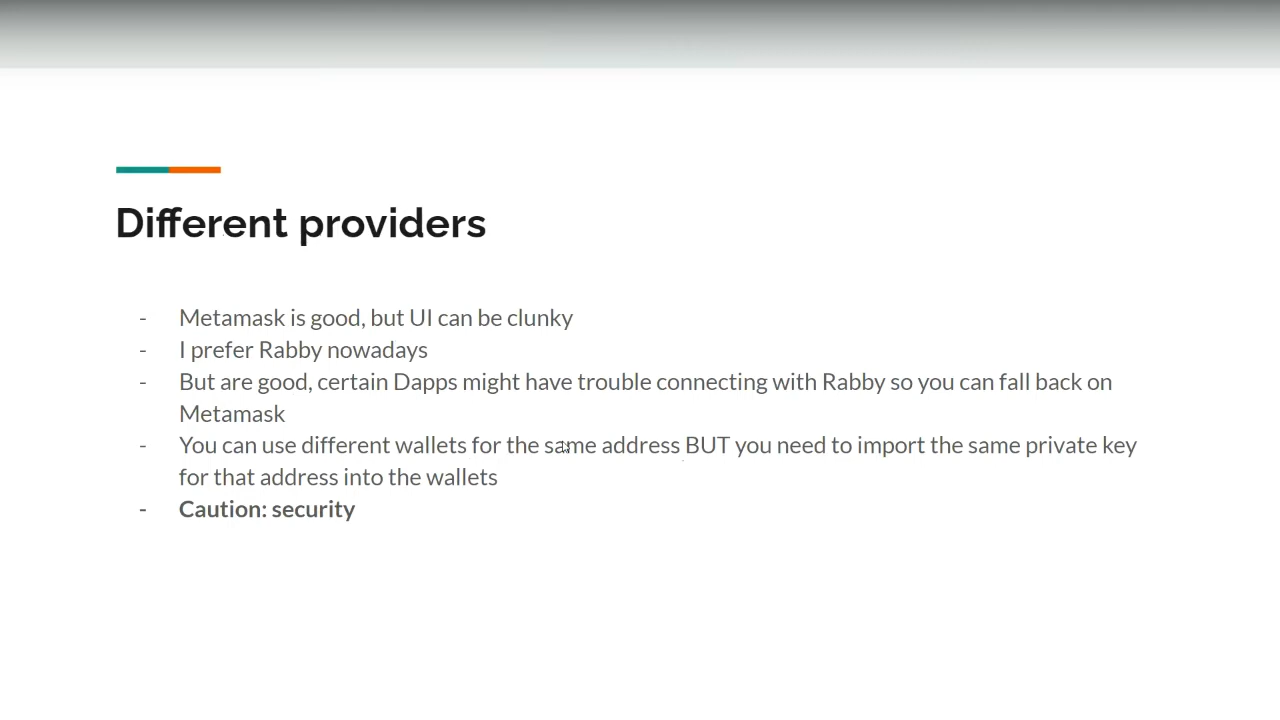 Different providers
- Metamask is good, but UI can be clunky
- I prefer Rabby nowadays
- But are good, certain Dapps might have trouble connecting with Rabby so you can fall back on
Metamask
- You can use different wallets for the same address BUT you need to import the same private key
for that address into the wallets
- Caution: security